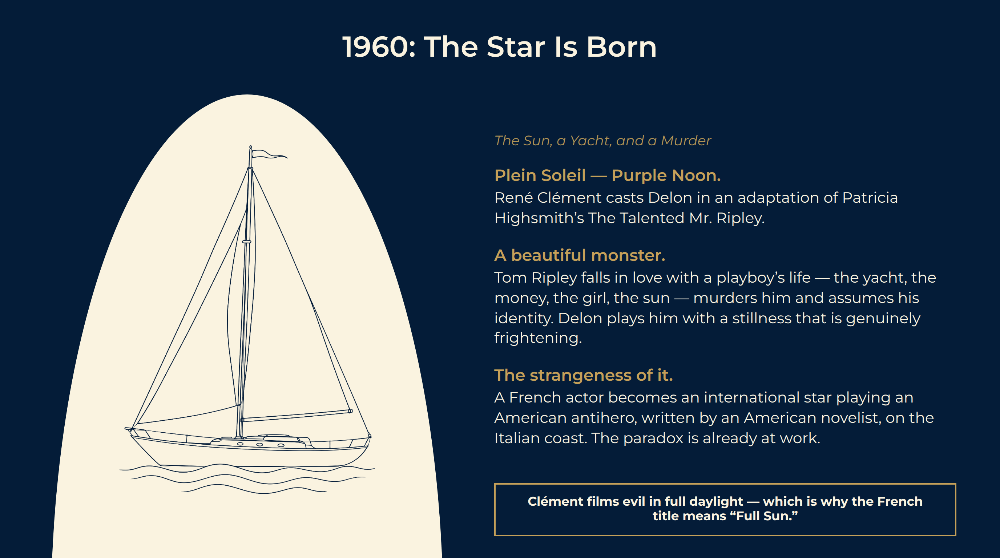 1960: The Star Is Born
The Sun, a Yacht, and a Murder
Plein Soleil — Purple Noon.
René Clément casts Delon in an adaptation of Patricia
Highsmith’s The Talented Mr. Ripley.
A beautiful monster.
Tom Ripley falls in love with a playboy’s life — the yacht, the
money, the girl, the sun — murders him and assumes his
identity. Delon plays him with a stillness that is genuinely
frightening.
The strangeness of it.
A French actor becomes an international star playing an
American antihero, written by an American novelist, on the
Italian coast. The paradox is already at work.
Clément films evil in full daylight — which is why the French
title means “Full Sun.”